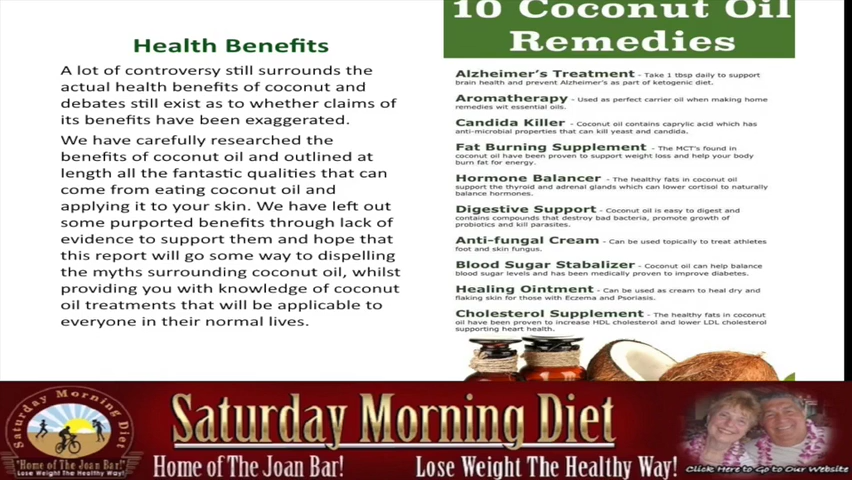 Health Benefits
A lot of controversy still surrounds the
actual health benefits of coconut and
debates still exist as to whether claims of
its benefits have been exaggerated.
We have carefully researched the
benefits of coconut oil and outlined at
length all the fantastic qualities that can
come from eating coconut oil and
applying it to your skin. We have left out
some purported benefits through lack of
evidence to support them and hope that
this report will go some way to dispelling
the myths surrounding coconut oil, whilst
providing you with knowledge of coconut
oil treatments that will be applicable to
everyone in their normal lives.
10 Coconut Oil
Remedies
Alzheimer's Treatment - Take 1 tbsp daily to support
brain health and prevent Alzheimer's as part of ketogenic diet.
Aromatherapy - Used as perfect carrier oil when making home
remedies wit essential oils.
Candida Killer - Coconut oil contains caprylic acid which has
anti-microbial properties that can kill yeast and candida.
Fat Burning Supplement - The MCT's found in
coconut oil have been proven to support weight loss and help your body
burn fat for energy.
Hormone Balancer - The healthy fats in coconut oil
support the thyroid and adrenal glands which can lower cortisol to naturally
balance hormones.
Digestive Support - Coconut oil is easy to digest and
contains compounds that destroy bad bacteria, promote growth of
probiotics and kill parasites.
Anti-fungal Cream - Can be used topically to treat athletes
foot and skin fungus.
Blood Sugar Stabalizer - Coconut oil can help balance
blood sugar levels and has been medically proven to improve diabetes.
Healing Ointment - Can be used as cream to heal dry and
flaking skin for those with Eczema and Psoriasis.
Cholesterol Supplement - The healthy fats in coconut
oil have been proven to increase HDL cholesterol and lower LDL cholesterol
supporting heart health.
Saturday Morning Diet
"Home of The Joan Bar!"
Lose Weight The Healthy Way!
Saturday Morning Diet
Home of The Joan Bar! Lose Weight The Healthy Way!
Click Here to Go to Our Website